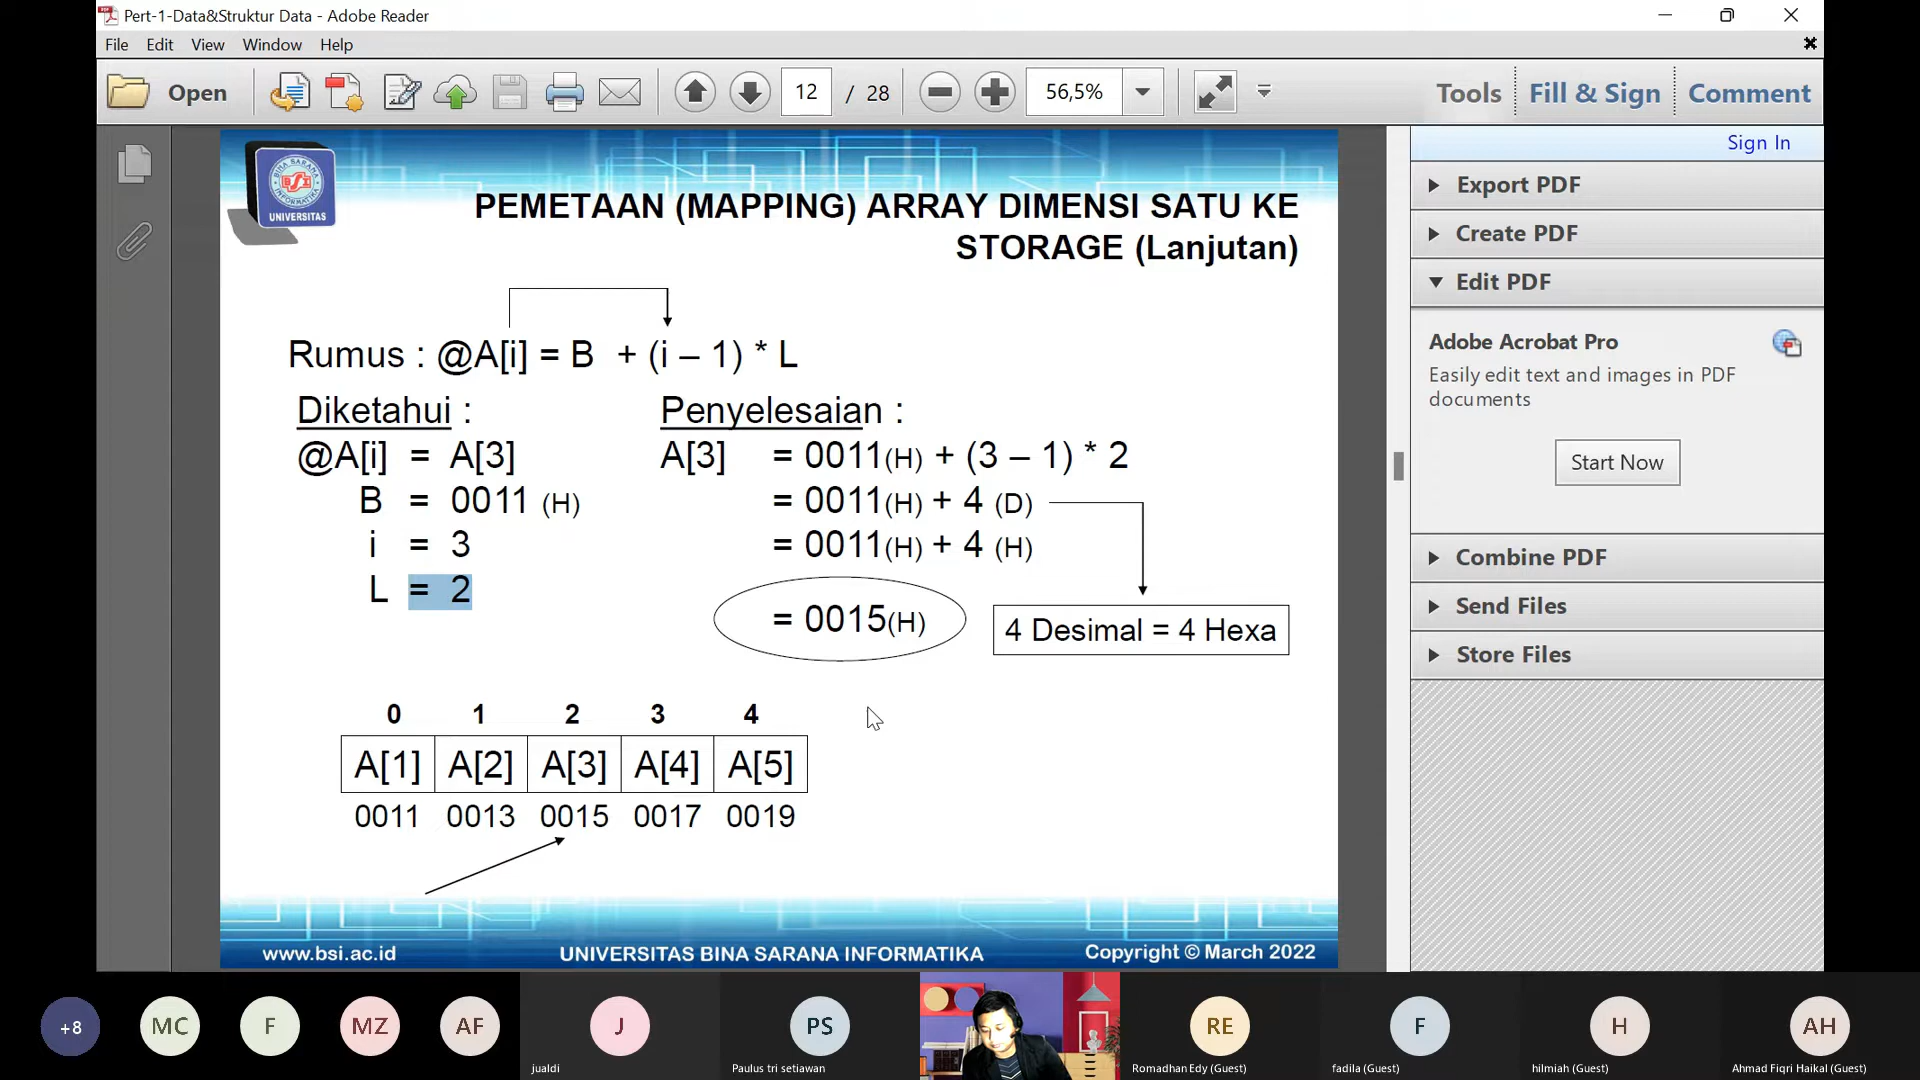 Pert-1-Data&Struktur Data - Adobe Reader
File Edit View Window Help
Open 12 / 28 56,5% Tools Fill & Sign Comment
Sign In
Export PDF
Create PDF
Edit PDF
Adobe Acrobat Pro
Easily edit text and images in PDF
documents
Start Now
Combine PDF
Send Files
Store Files
BINA SARANA
BSI
UNIVERSITAS
PEMETAAN (MAPPING) ARRAY DIMENSI SATU KE
STORAGE (Lanjutan)
Rumus : @A[i] = B + (i – 1) * L
Diketahui :
@A[i] = A[3]
B = 0011 (H)
i = 3
L = 2
Penyelesaian :
A[3] = 0011(H) + (3 – 1) * 2
= 0011(H) + 4 (D)
= 0011(H) + 4 (H)
= 0015(H)
4 Desimal = 4 Hexa
0 1 2 3 4
A[1] A[2] A[3] A[4] A[5]
0011 0013 0015 0017 0019
www.bsi.ac.id UNIVERSITAS BINA SARANA INFORMATIKA Copyright © March 2022
+8 MC F MZ AF J PS RE F H AH
jualdi Paulus tri setiawan Romadhan Edy (Guest) fadila (Guest) hilmiah (Guest) Ahmad Fiqri Haikal (Guest)